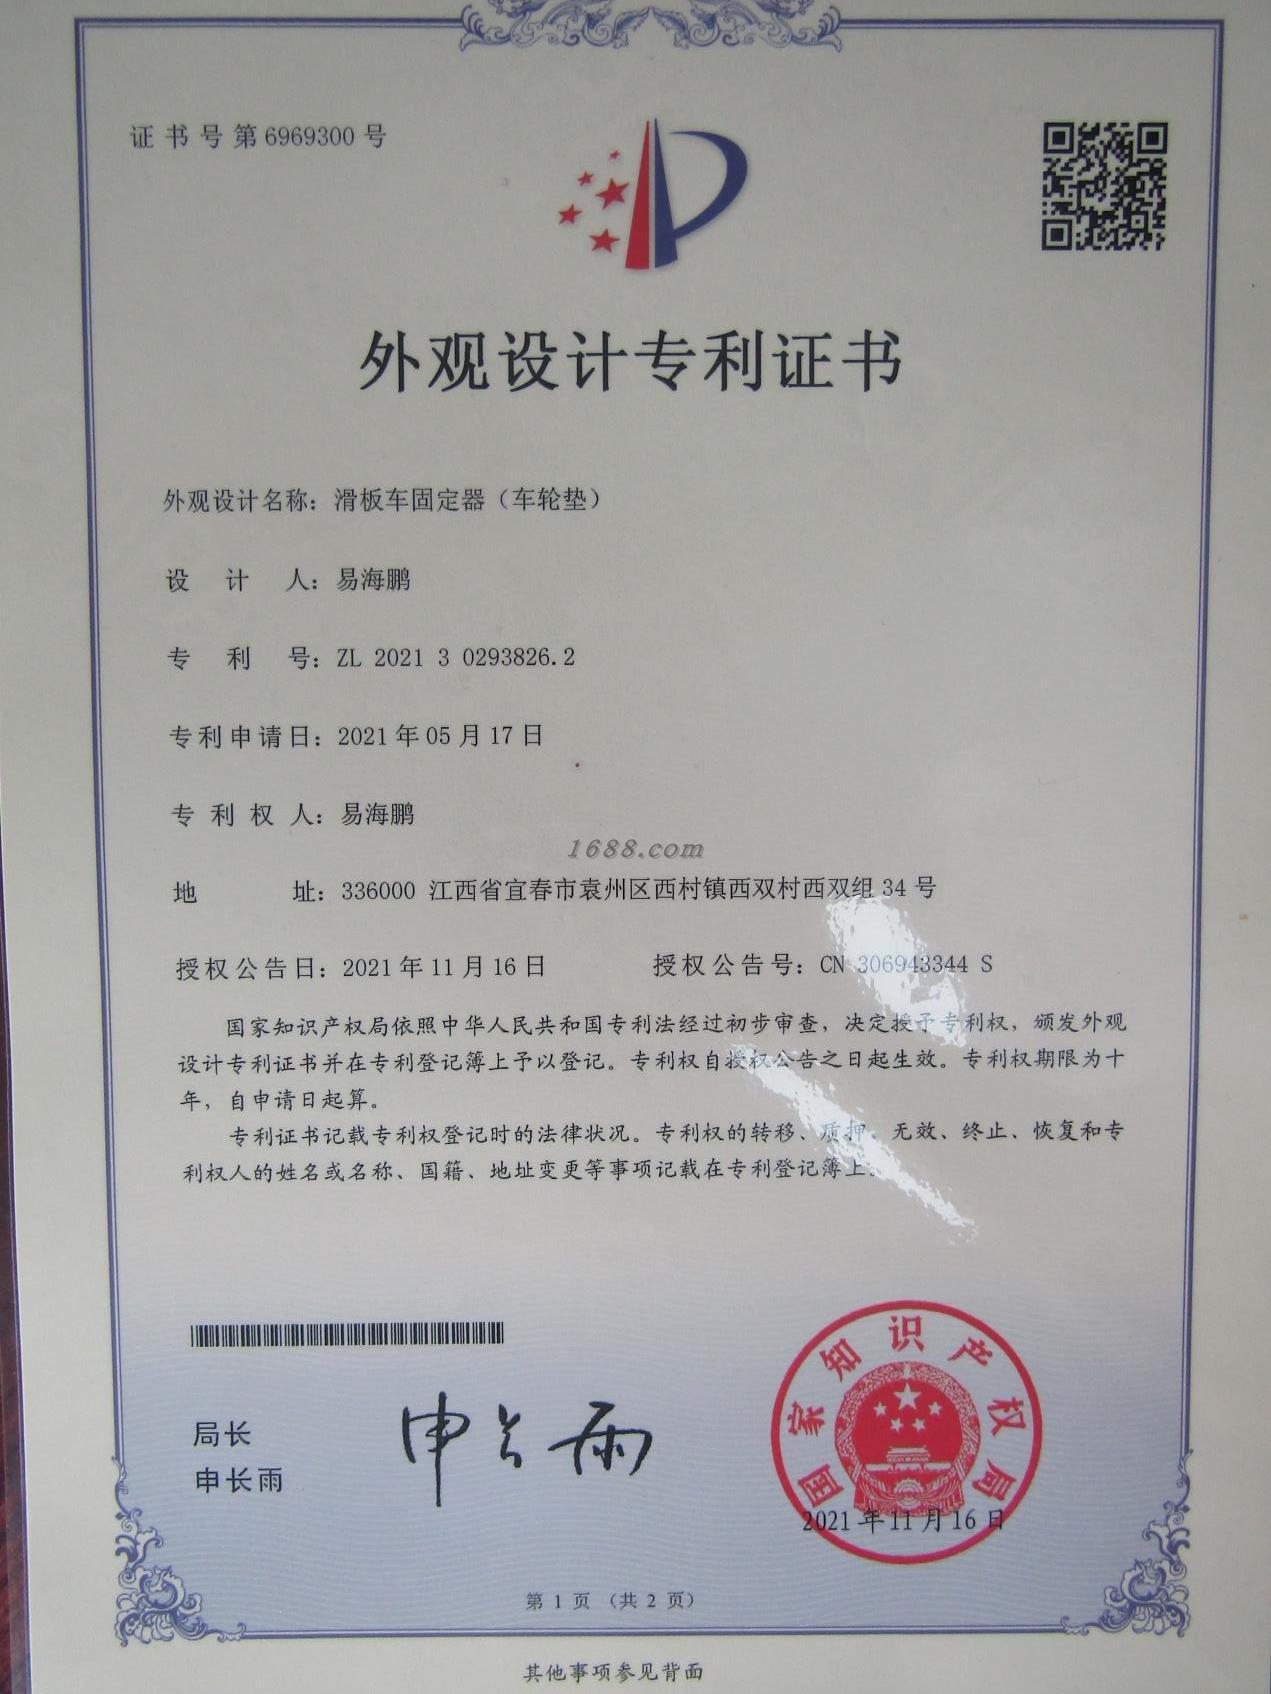 证书号第6969300号
外观设计专利证书
外观设计名称：滑板车固定器（车轮垫）
设计人：易海鹏
专利号：ZL 2021 3 0293826.2
专利申请日：2021年05月17日
专利权人：易海鹏
1688.com
地址：336000 江西省宜春市袁州区西村镇西双村西双组34号
授权公告日：2021年11月16日 授权公告号：CN 306943344 S
国家知识产权局依照中华人民共和国专利法经过初步审查，决定授予专利权，颁发外观
设计专利证书并在专利登记簿上予以登记。专利权自授权公告之日起生效。专利权期限为十
年，自申请日起算。
专利证书记载专利权登记时的法律状况。专利权的转移、质押、无效、终止、恢复和专
利权人的姓名或名称、国籍、地址变更等事项记载在专利登记簿上。
局长
申长雨
申长雨
国家知识产权局
2021年11月16日
第 1 页 （共 2 页）
其他事项参见背面